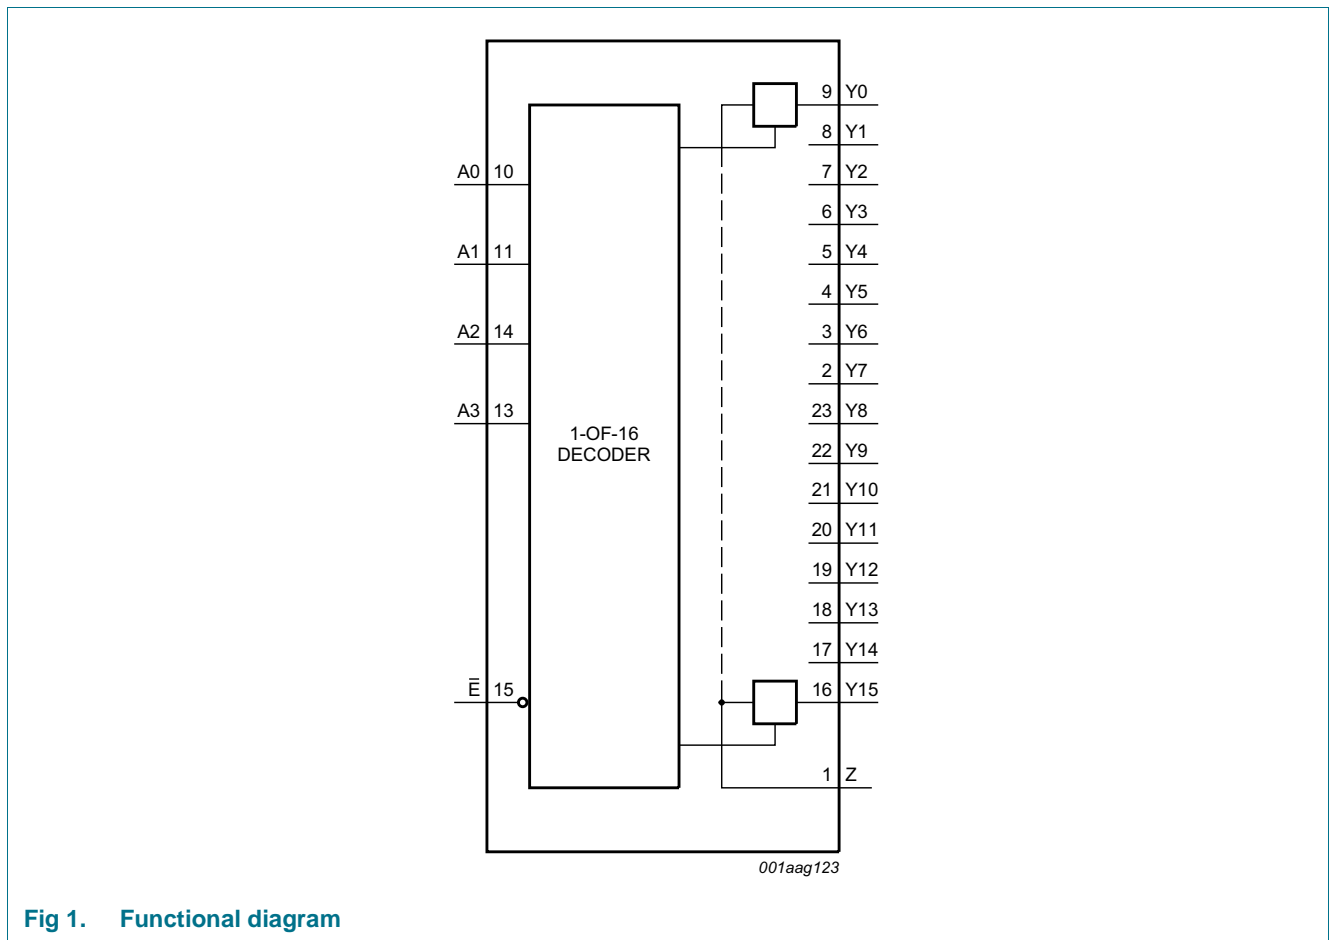 9 Y0
8 Y1
A0 10
7 Y2
6 Y3
A1 11
5 Y4
4 Y5
A2 14
3 Y6
2 Y7
A3 13
23 Y8
1-OF-16
DECODER
22 Y9
21 Y10
20 Y11
19 Y12
18 Y13
17 Y14
E̅ 15
16 Y15
1 Z
001aag123
Fig 1. Functional diagram